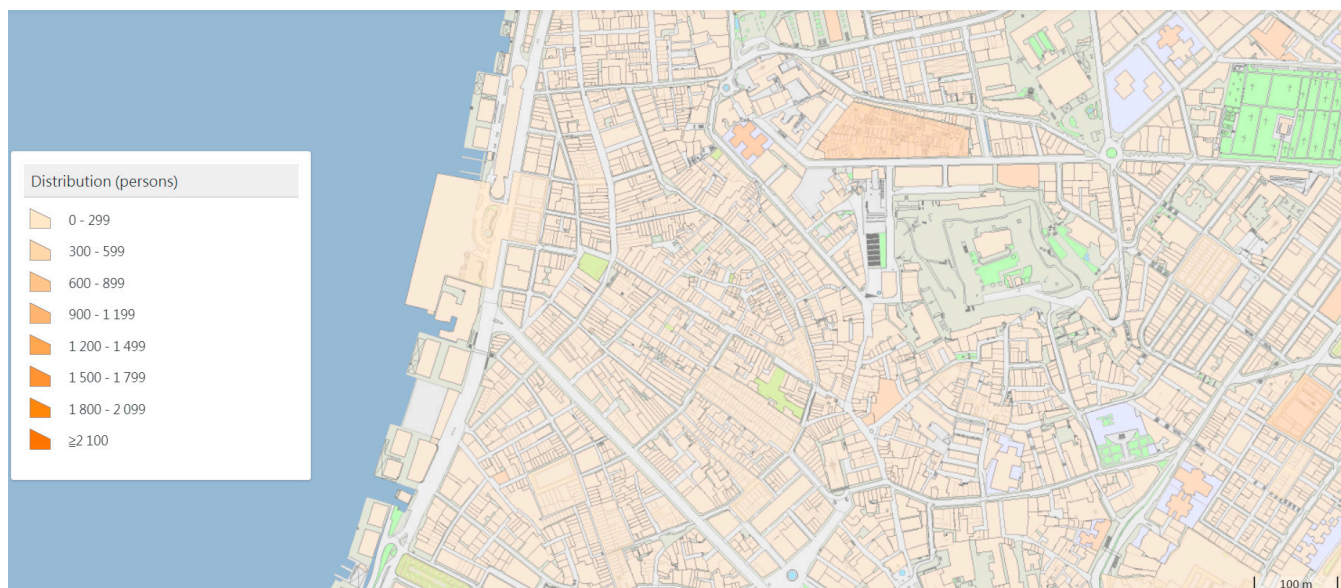 Distribution (persons)
0 - 299
300 - 599
600 - 899
900 - 1 199
1 200 - 1 499
1 500 - 1 799
1 800 - 2 099
≧2 100
100 m